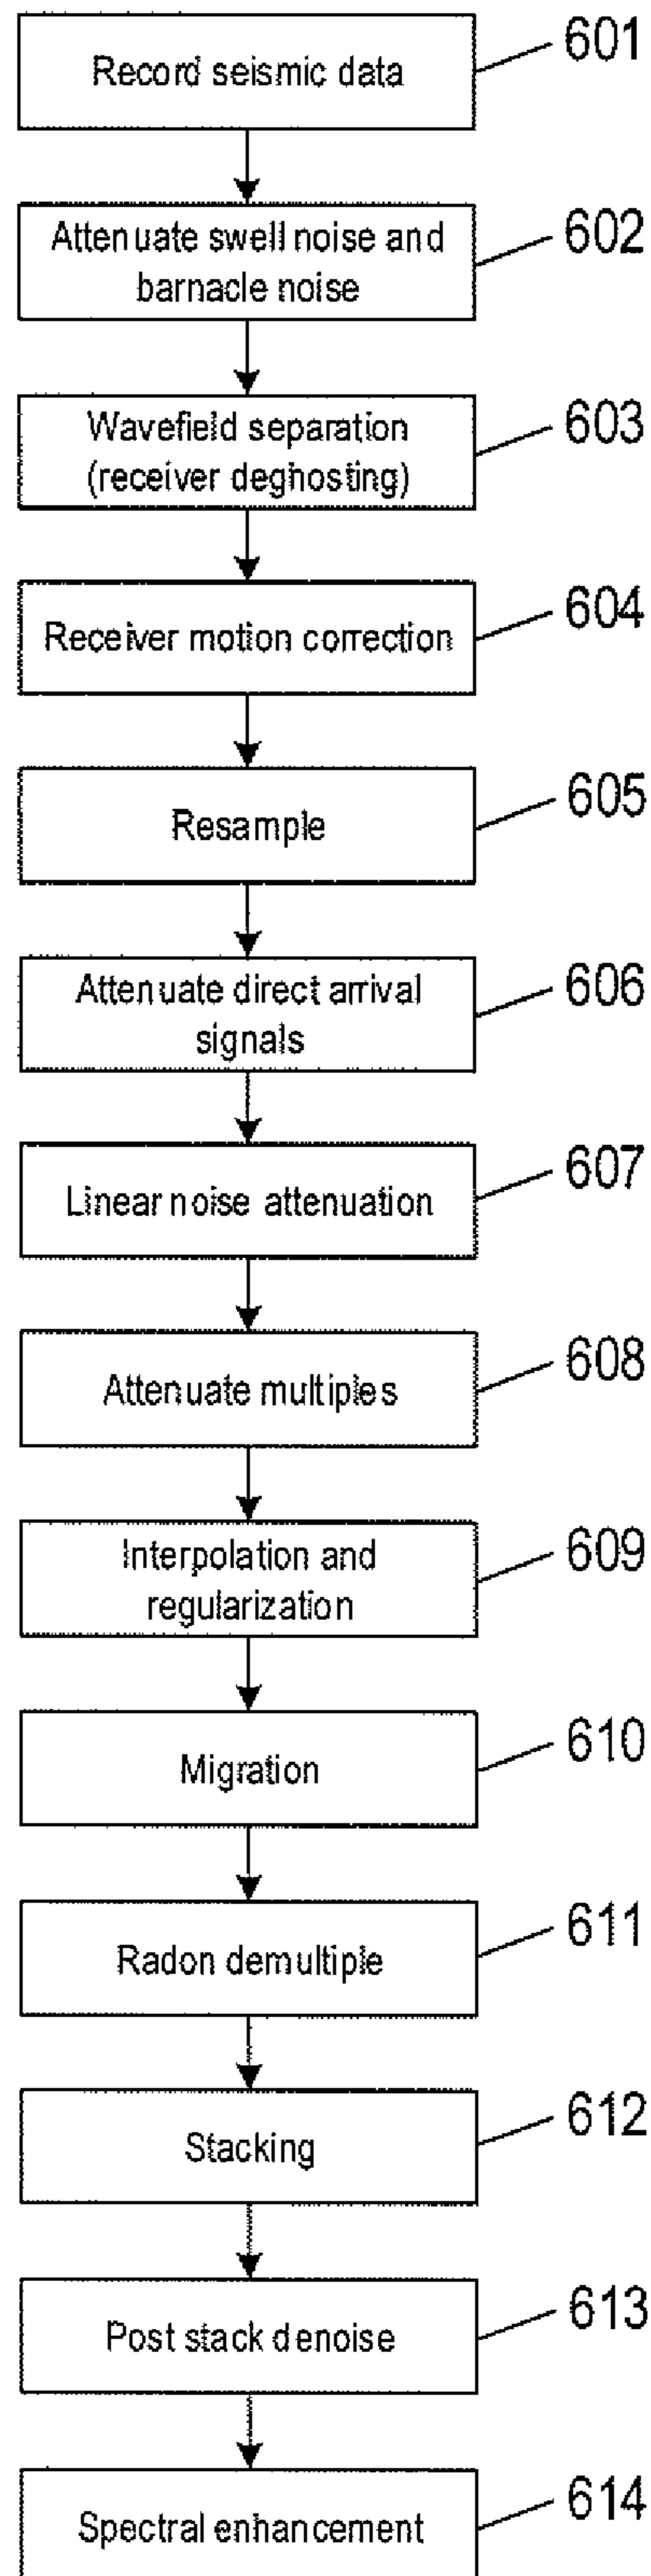 Record seismic data
601
Attenuate swell noise and
barnacle noise
602
Wavefield separation
(receiver deghosting)
603
Receiver motion correction
604
Resample
605
Attenuate direct arrival
signals
606
Linear noise attenuation
607
Attenuate multiples
608
Interpolation and
regularization
609
Migration
610
Radon demultiple
611
Stacking
612
Post stack denoise
613
Spectral enhancement
614